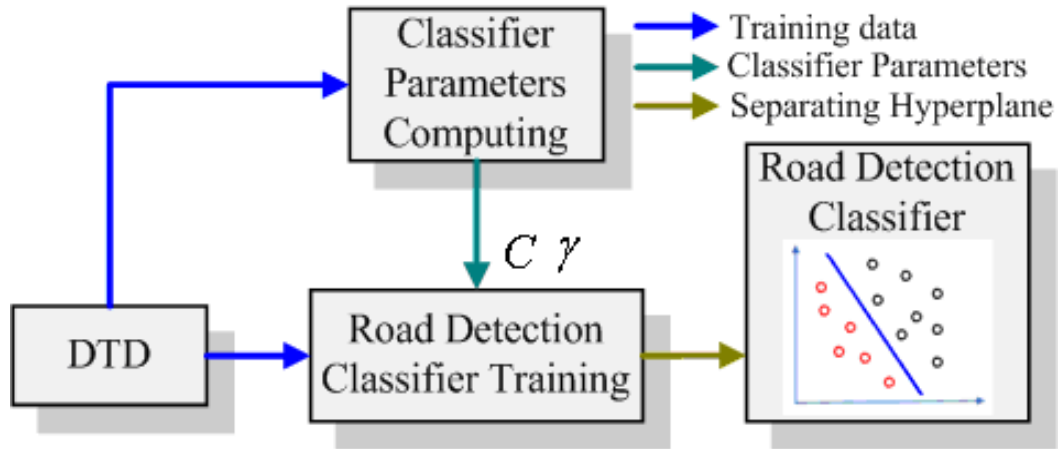 Classifier
Parameters
Computing
Training data
Classifier Parameters
Separating Hyperplane
Road Detection
Classifier
C γ
DTD
Road Detection
Classifier Training